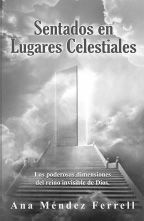 Sentados en
Lugares Celestiales
Las poderosas dimensiones
del reino invisible de Dios.
Ana Méndez Ferrell